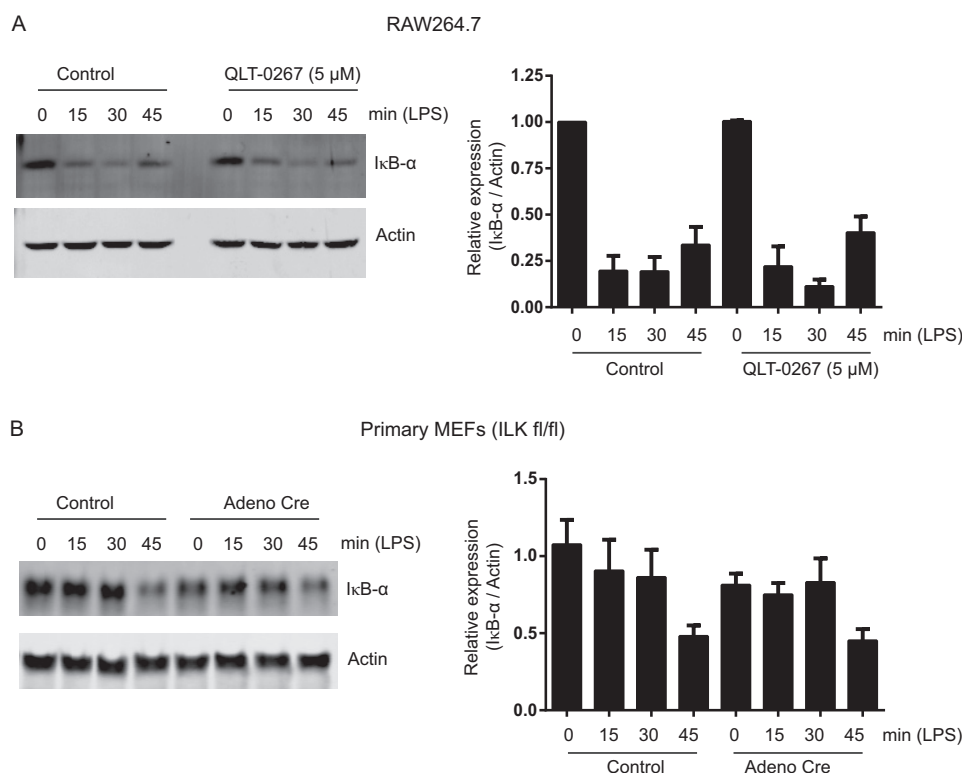 A
RAW264.7
Control
QLT-0267 (5 µM)
0 15 30 45 0 15 30 45 min (LPS)
IκB-α
Actin
Relative expression
(IκB-α / Actin)
1.25
1.00
0.50
0.25
0.00
0 15 30 45 0 15 30 45 min (LPS)
Control
QLT-0267 (5 µM)
B
Primary MEFs (ILK fl/fl)
Control
Adeno Cre
0 15 30 45 0 15 30 45 min (LPS)
IκB-α
Actin
Relative expression
(IκB-α / Actin)
1.5
1.0
0.5
0.0
0 15 30 45 0 15 30 45 min (LPS)
Control
Adeno Cre